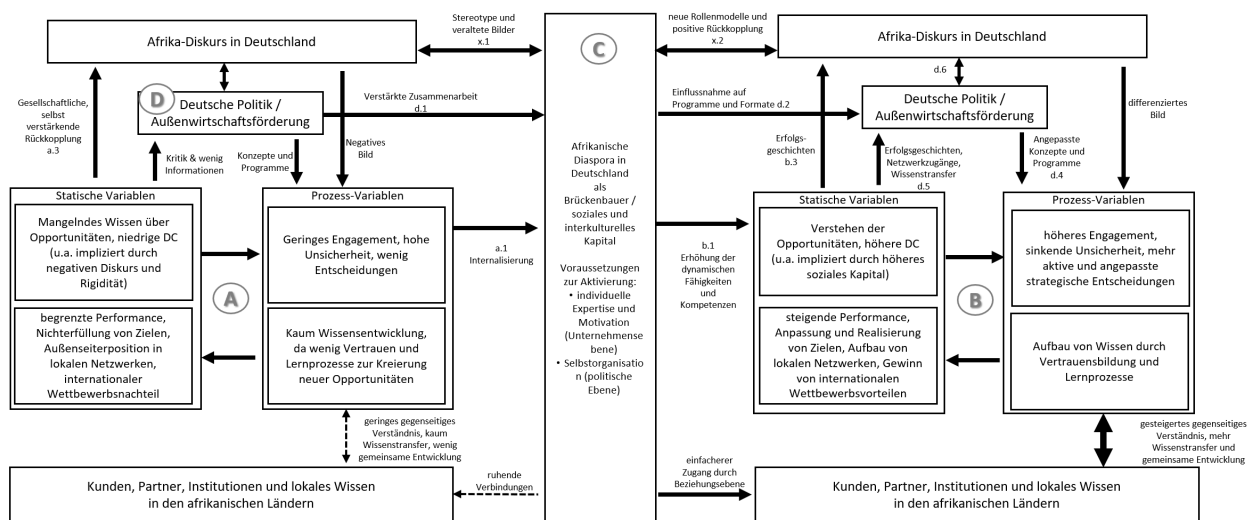 Afrika-Diskurs in Deutschland
Stereotype und
veraltete Bilder
x.1
C
neue Rollenmodelle und
positive Rückkopplung
x.2
Afrika-Diskurs in Deutschland
Gesellschaftliche,
selbst
verstärkende
Rückkopplung
a.3
D
Deutsche Politik /
Außenwirtschaftsförderung
Verstärkte Zusammenarbeit
d.1
Kritik & wenig
Informationen
Konzepte und
Programme
Negatives
Bild
Statische Variablen
Mangelndes Wissen über
Opportunitäten, niedrige DC
(u.a. impliziert durch
negativen Diskurs und
Rigidität)
begrenzte Performance,
Nichterfüllung von Zielen,
Außenseiterposition in
lokalen Netzwerken,
internationaler
Wettbewerbsnachteil
A
Prozess-Variablen
Geringes Engagement, hohe
Unsicherheit, wenig
Entscheidungen
Kaum Wissensentwicklung,
da wenig Vertrauen und
Lernprozesse zur Kreierung
neuer Opportunitäten
a.1
Internalisierung
geringes gegenseitiges
Verständnis, kaum
Wissenstransfer, wenig
gemeinsame Entwicklung
ruhende
Verbindungen
Kunden, Partner, Institutionen und lokales Wissen
in den afrikanischen Ländern
Afrikanische
Diaspora in
Deutschland
als
Brückenbauer /
soziales und
interkulturelles
Kapital
Voraussetzungen
zur Aktivierung:
• individuelle
Expertise und
Motivation
(Unternehmense
bene)
• Selbstorganisatio
n (politische
Ebene)
Einflussnahme auf
Programme und Formate d.2
d.6
Deutsche Politik /
Außenwirtschaftsförderung
differenziertes
Bild
Erfolgs-
geschichten
b.3
Erfolgsgeschichten,
Netzwerkzugänge,
Wissenstransfer
d.5
Angepasste
Konzepte und
Programme
d.4
b.1
Erhöhung der
dynamischen
Fähigkeiten
und
Kompetenzen
Statische Variablen
Verstehen der
Opportunitäten, höhere DC
(u.a. impliziert durch höheres
soziales Kapital)
steigende Performance,
Anpassung und Realisierung
von Zielen, Aufbau von
lokalen Netzwerken, Gewinn
von internationalen
Wettbewerbsvorteilen
B
Prozess-Variablen
höheres Engagement,
sinkende Unsicherheit, mehr
aktive und angepasste
strategische Entscheidungen
Aufbau von Wissen durch
Vertrauensbildung und
Lernprozesse
gesteigertes gegenseitiges
Verständnis, mehr
Wissenstransfer und
gemeinsame Entwicklung
einfacherer
Zugang durch
Beziehungsebene
Kunden, Partner, Institutionen und lokales Wissen
in den afrikanischen Ländern